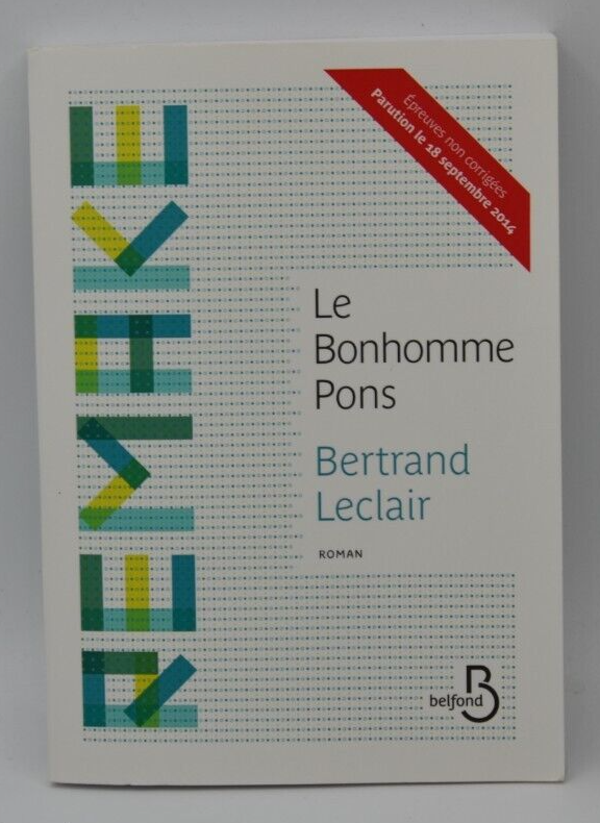 REMAKE
Épreuves non corrigées
Parution le 18 septembre 2014
Le
Bonhomme
Pons
Bertrand
Leclair
ROMAN
belfond
B